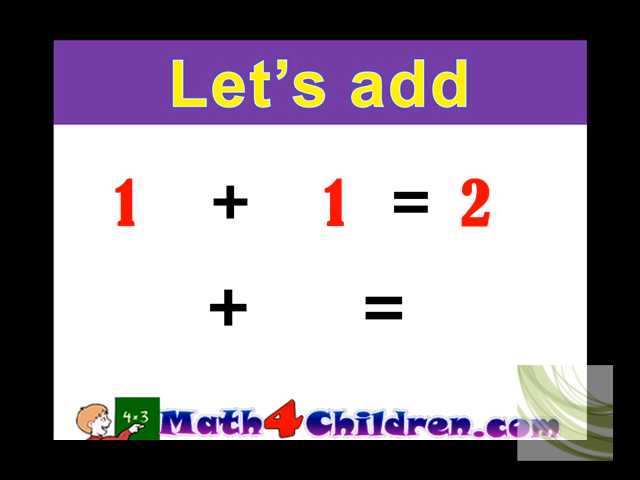 Let's add
1 + 1 = 2
+ =
4×3
Math4Children.com